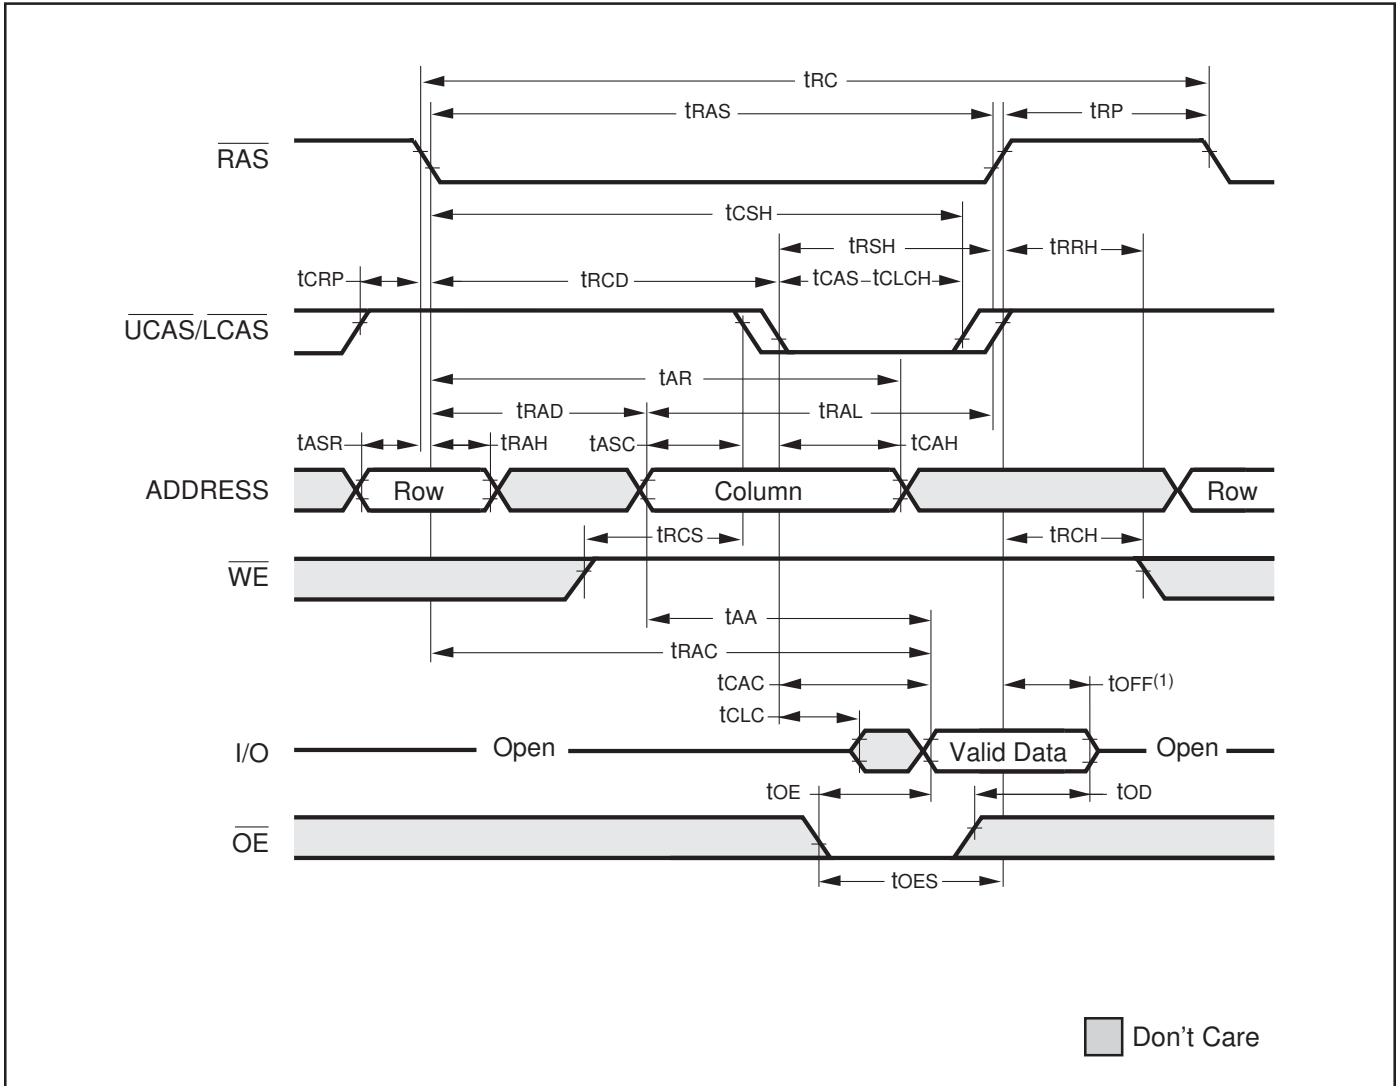 tRC
tRAS tRP
RAS
tCSH
tRSH tRRH
tCRP tRCD tCAS tCLCH
UCAS/LCAS
tAR
tRAD tRAL
tASR tRAH tASC tCAH
ADDRESS Row Column Row
tRCS tRCH
WE
tAA
tRAC
tCAC tOFF(1)
tCLC
I/O Open Valid Data Open
tOE tOD
OE
tOES
Don't Care